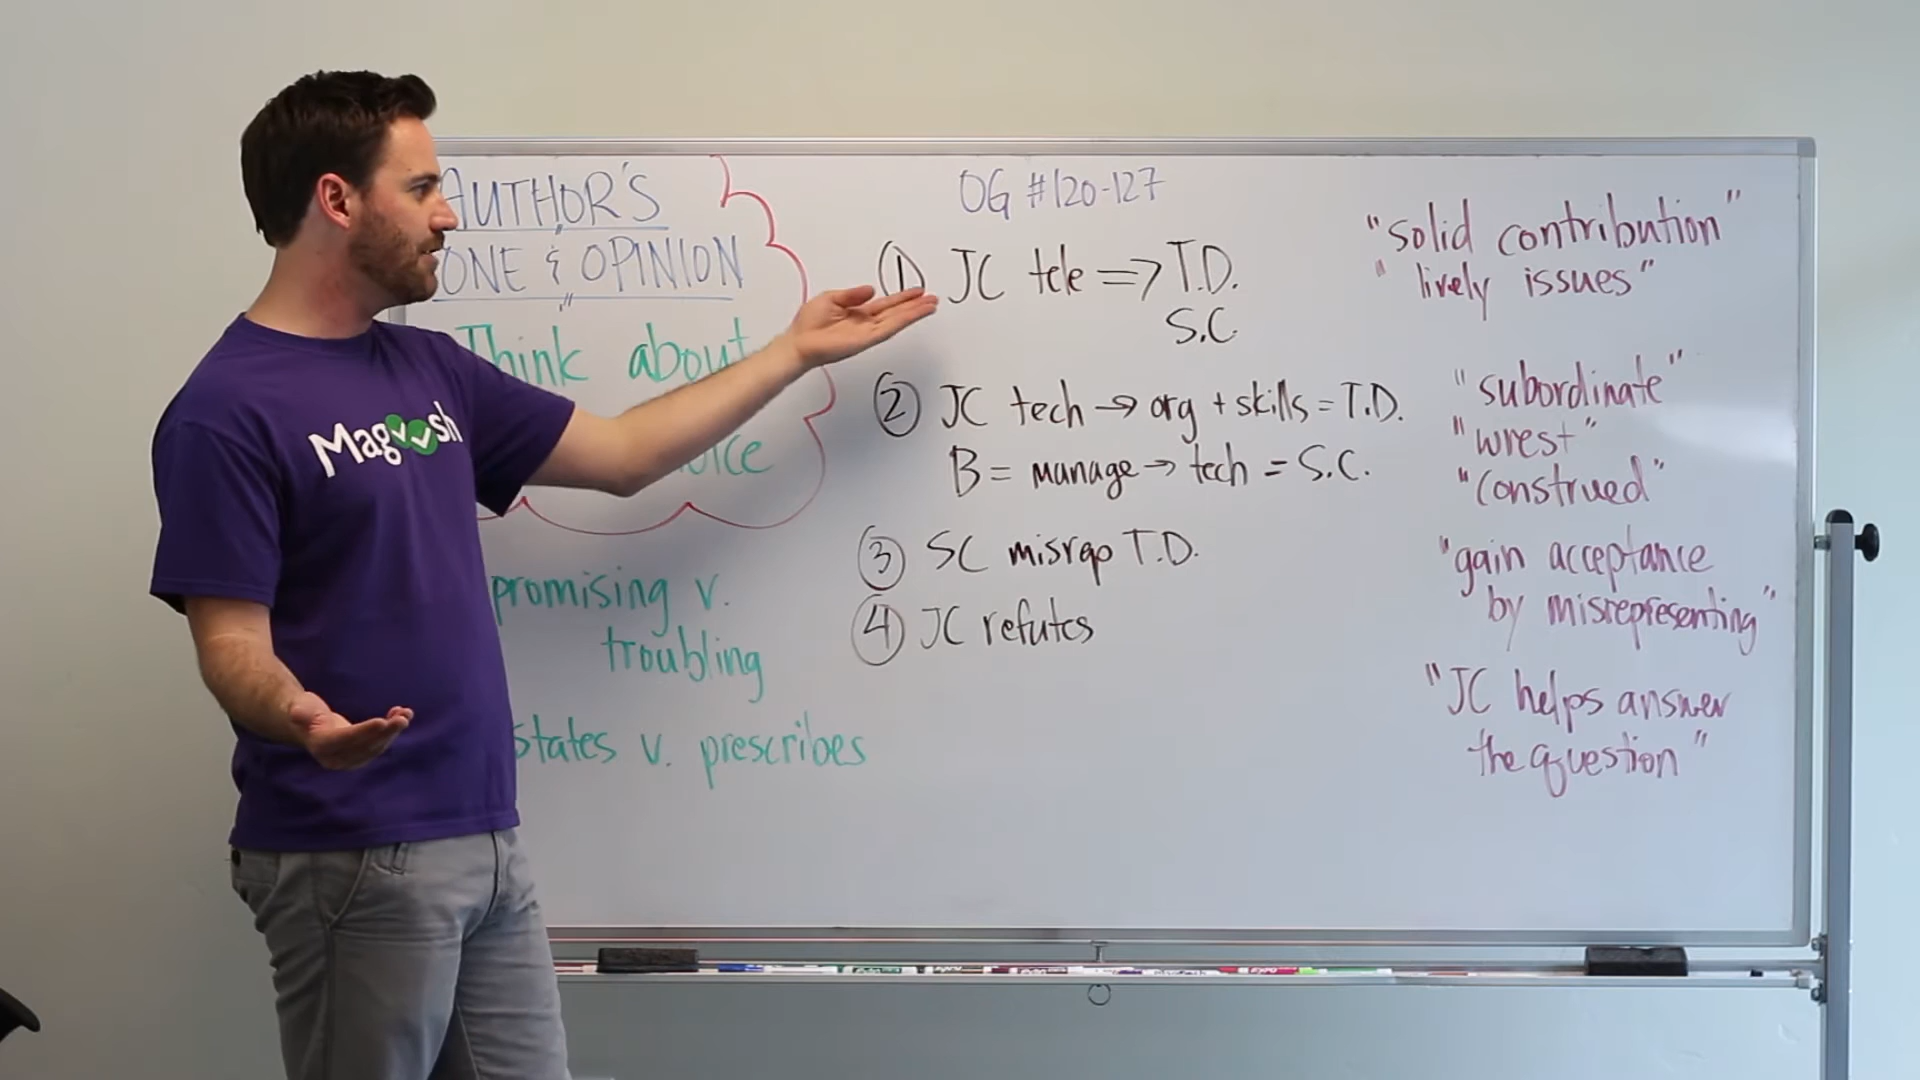 AUTHOR'S
ONE & OPINION
Think about
promising v.
troubling
states v. prescribes
Magoosh
OG #120-127
① JC tele => T.D.
S.C.
② JC tech → org + skills = T.D.
B = manage → tech = S.C.
③ SC misrep T.D.
④ JC refutes
"solid contribution"
"lively issues"
"subordinate"
"wrest"
"construed"
"gain acceptance
by misrepresenting"
"JC helps answer
the question"